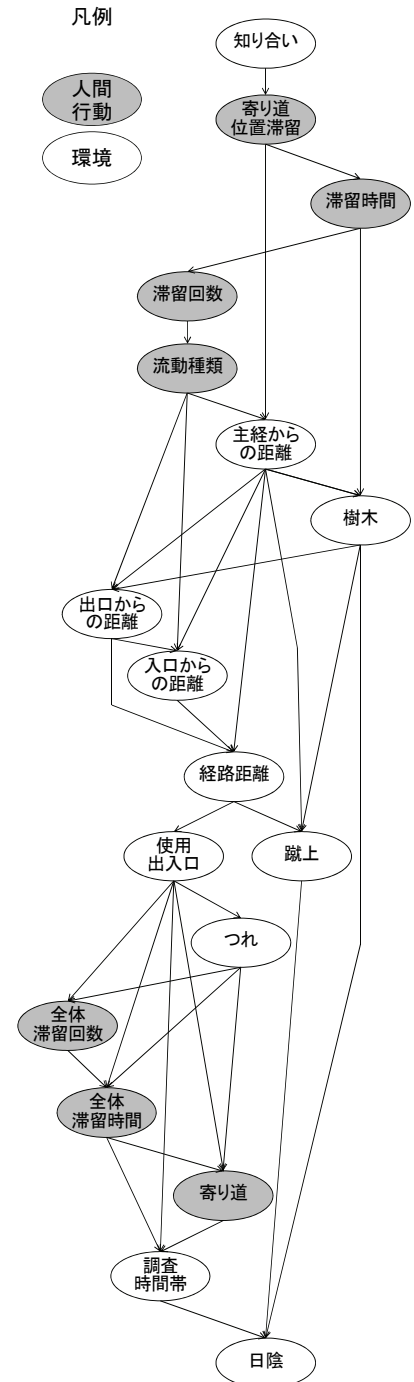 凡例
知り合い
人間
行動
寄り道
位置滞留
環境
滞留時間
滞留回数
流動種類
主経から
の距離
樹木
出口から
の距離
入口から
の距離
経路距離
使用
出入口
蹴上
つれ
全体
滞留回数
全体
滞留時間
寄り道
調査
時間帯
日陰